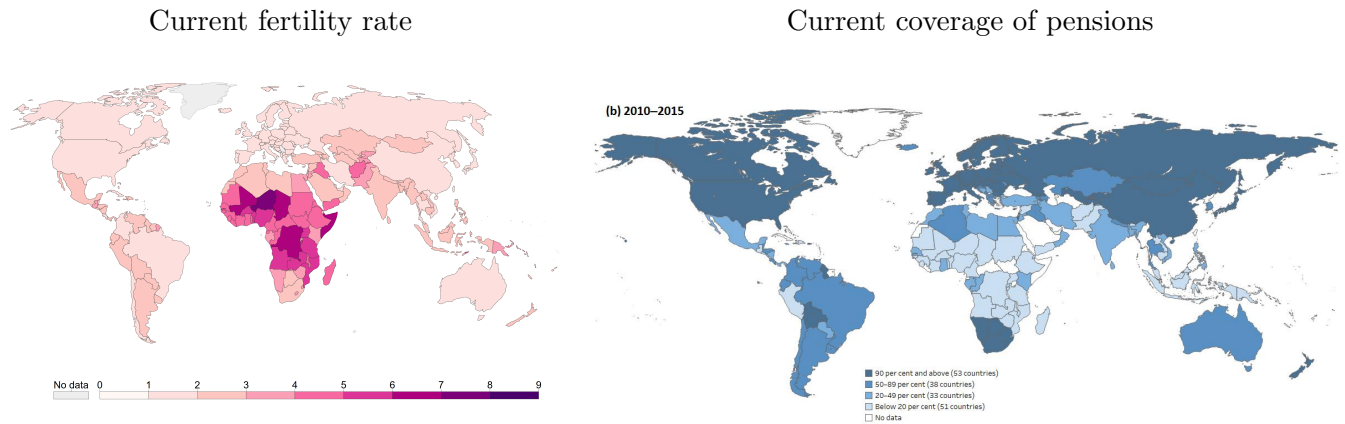 Current fertility rate
Current coverage of pensions
(b) 2010–2015
No data 0 1 2 3 4 5 6 7 8 9
90 per cent and above (53 countries)
50–89 per cent (38 countries)
20–49 per cent (33 countries)
Below 20 per cent (51 countries)
No data